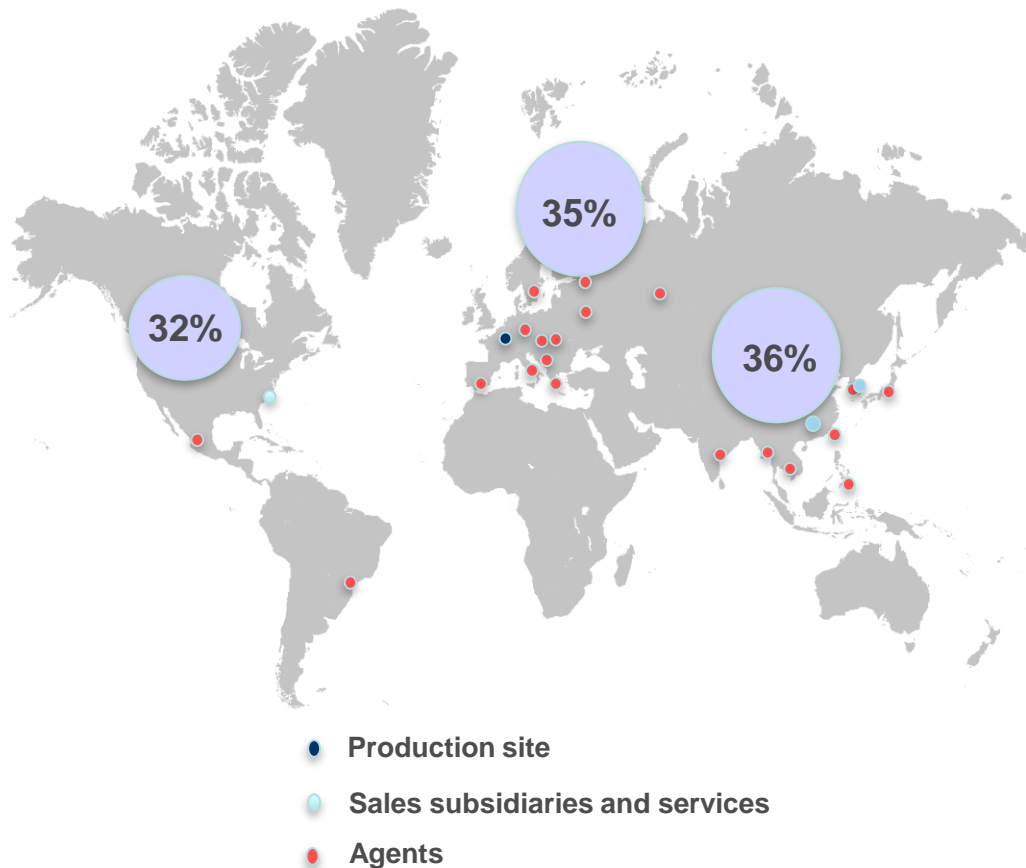 35%
32%
36%
Production site
Sales subsidiaries and services
Agents